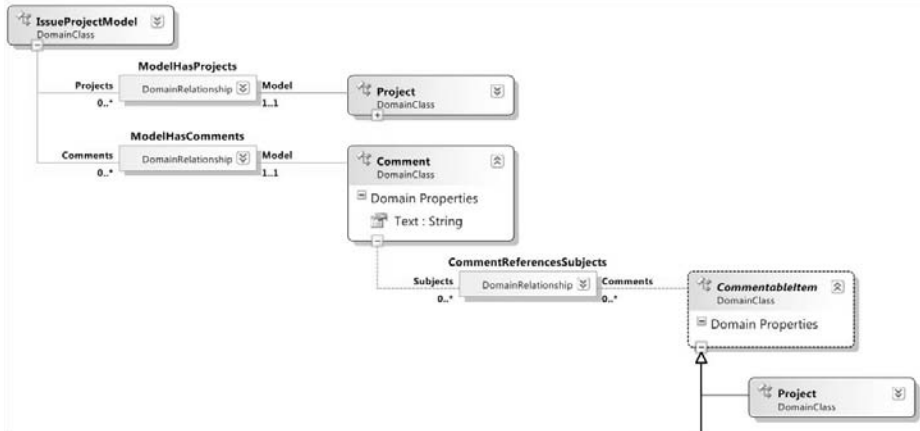 IssueProjectModel
DomainClass
ModelHasProjects
Projects
DomainRelationship
Model
0..*
1..1
Project
DomainClass
ModelHasComments
Comments
DomainRelationship
Model
0..*
1..1
Comment
DomainClass
Domain Properties
Text : String
CommentReferencesSubjects
Subjects
DomainRelationship
Comments
0..*
0..*
CommentableItem
DomainClass
Domain Properties
Project
DomainClass